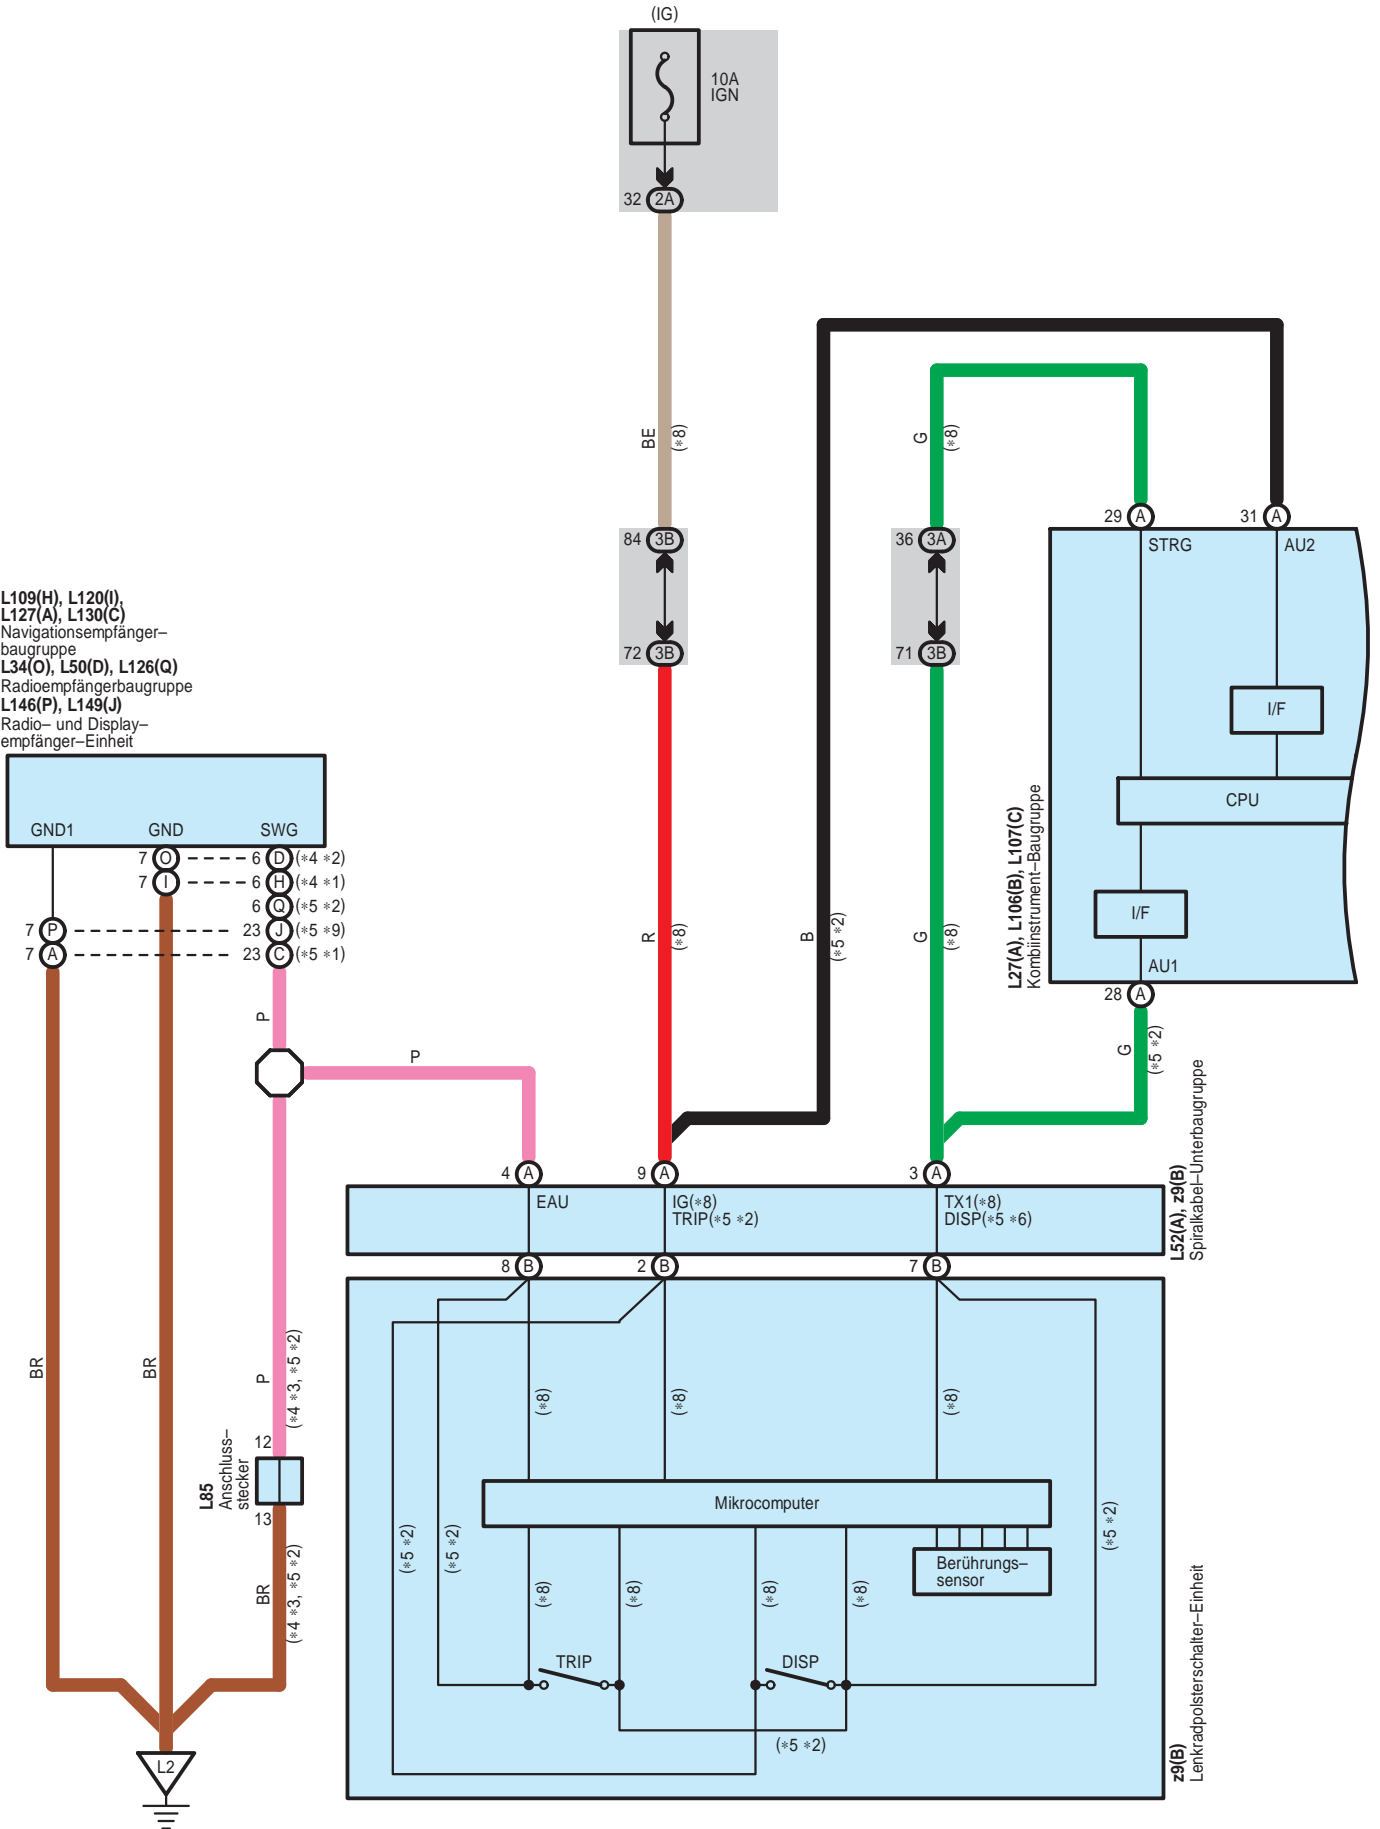 (IG)
10A
IGN
32 2A
BE
(*8)
G
(*8)
84 3B
36 3A
72 3B
71 3B
29 A
31 A
STRG
AU2
I/F
CPU
I/F
AU1
28 A
L27(A), L106(B), L107(C)
Kombiinstrument–Baugruppe
L109(H), L120(I),
L127(A), L130(C)
Navigationsempfänger–
baugruppe
L34(O), L50(D), L126(Q)
Radioempfängerbaugruppe
L146(P), L149(J)
Radio– und Display–
empfänger–Einheit
GND1
GND
SWG
7 O 6 D (*4 *2)
7 I 6 H (*4 *1)
6 Q (*5 *2)
7 P 23 J (*5 *9)
7 A 23 C (*5 *1)
R
(*8)
B
(*5 *2)
G
(*8)
G
(*5 *2)
P
P
4 A
9 A
3 A
EAU
IG(*8)
TRIP(*5 *2)
TX1(*8)
DISP(*5 *6)
L52(A), z9(B)
Spiralkabel–Unterbaugruppe
8 B
2 B
7 B
BR
BR
P
(*4 *3, *5 *2)
12
L85
Anschluss–
stecker
13
BR
(*4 *3, *5 *2)
(*8)
(*8)
(*8)
Mikrocomputer
(*5 *2)
(*5 *2)
(*5 *2)
Berührungs–
sensor
(*8)
(*8)
(*8)
(*8)
TRIP
DISP
(*5 *2)
z9(B)
Lenkradpolsterschalter–Einheit
L2